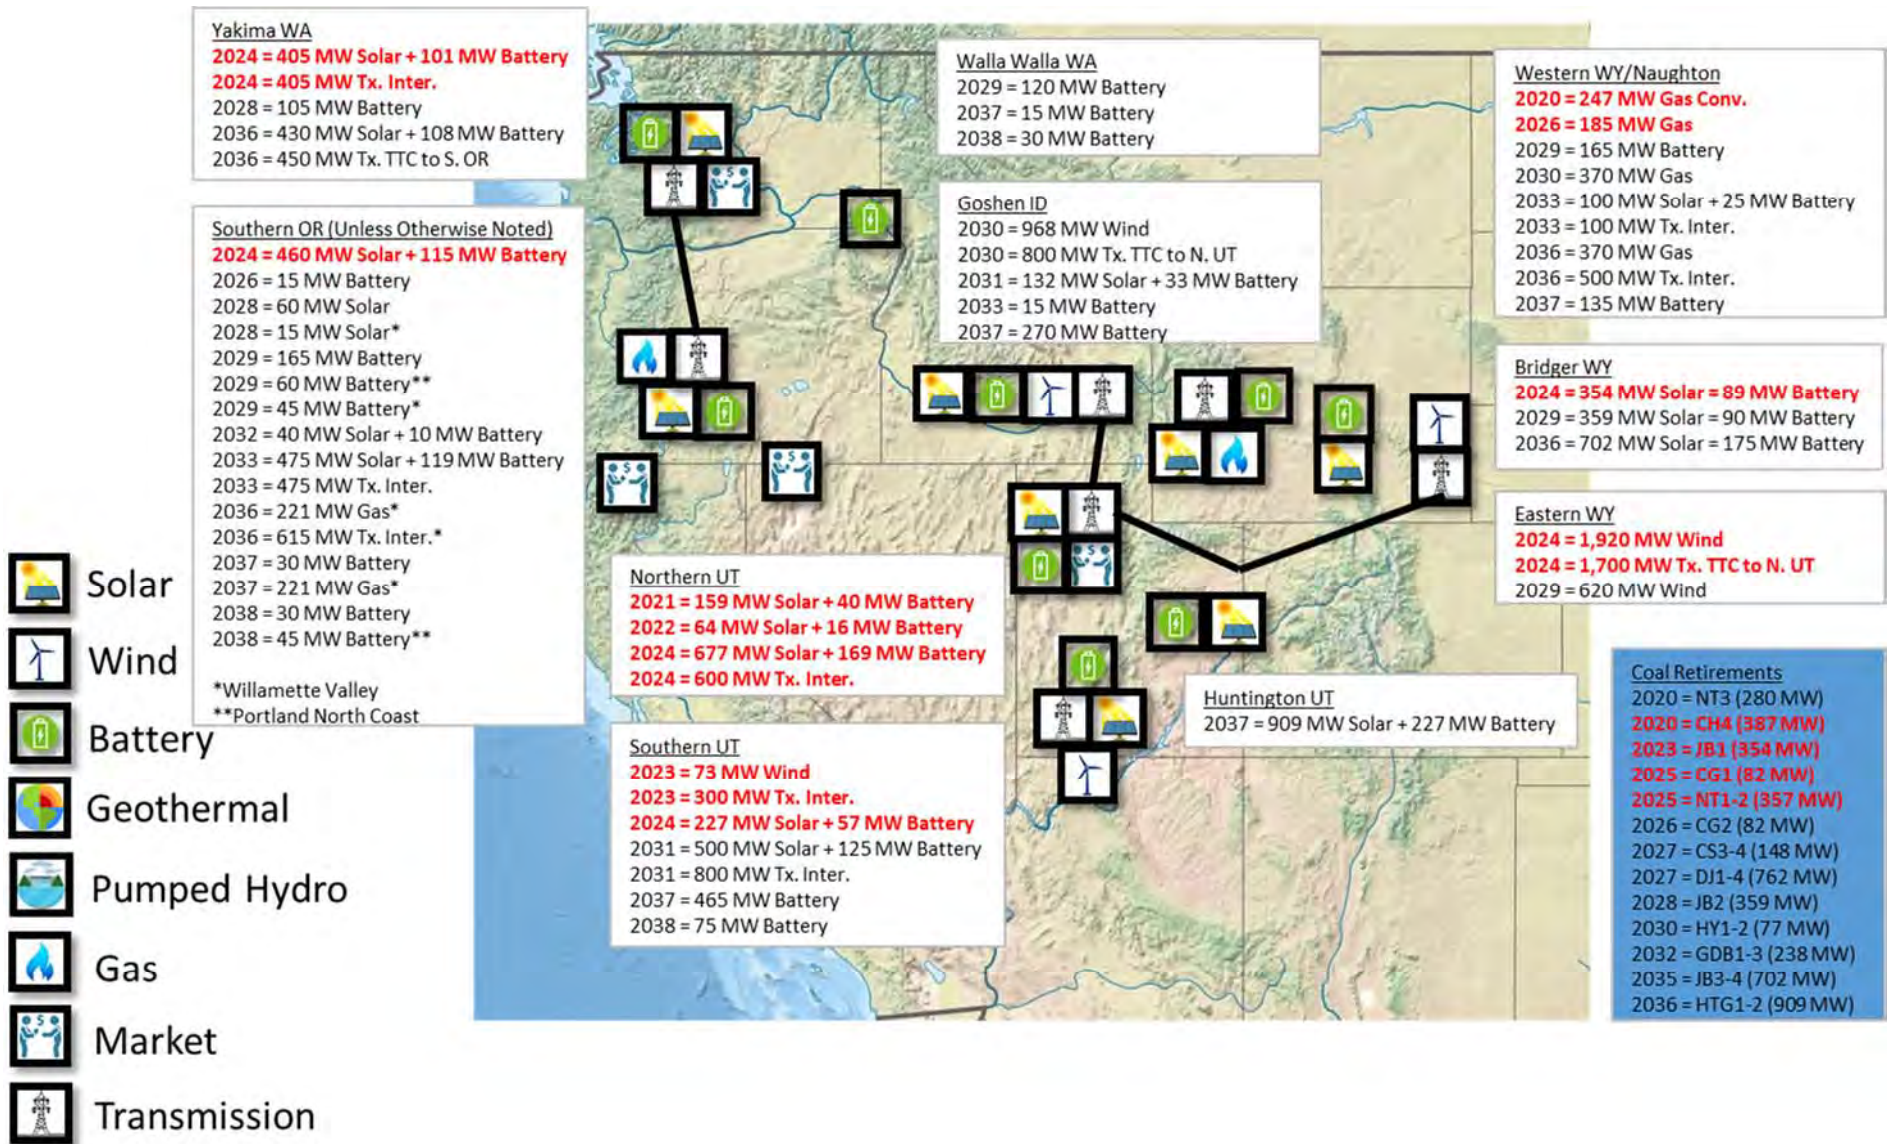 Yakima WA
2024 = 405 MW Solar + 101 MW Battery
2024 = 405 MW Tx. Inter.
2028 = 105 MW Battery
2036 = 430 MW Solar + 108 MW Battery
2036 = 450 MW Tx. TTC to S. OR
Walla Walla WA
2029 = 120 MW Battery
2037 = 15 MW Battery
2038 = 30 MW Battery
Western WY/Naughton
2020 = 247 MW Gas Conv.
2026 = 185 MW Gas
2029 = 165 MW Battery
2030 = 370 MW Gas
2033 = 100 MW Solar + 25 MW Battery
2033 = 100 MW Tx. Inter.
2036 = 370 MW Gas
2036 = 500 MW Tx. Inter.
2037 = 135 MW Battery
Southern OR (Unless Otherwise Noted)
2024 = 460 MW Solar + 115 MW Battery
2026 = 15 MW Battery
2028 = 60 MW Solar
2028 = 15 MW Solar*
2029 = 165 MW Battery
2029 = 60 MW Battery**
2029 = 45 MW Battery*
2032 = 40 MW Solar + 10 MW Battery
2033 = 475 MW Solar + 119 MW Battery
2033 = 475 MW Tx. Inter.
2036 = 221 MW Gas*
2036 = 615 MW Tx. Inter.*
2037 = 30 MW Battery
2037 = 221 MW Gas*
2038 = 30 MW Battery
2038 = 45 MW Battery**
*Willamette Valley
**Portland North Coast
Goshen ID
2030 = 968 MW Wind
2030 = 800 MW Tx. TTC to N. UT
2031 = 132 MW Solar + 33 MW Battery
2033 = 15 MW Battery
2037 = 270 MW Battery
Bridger WY
2024 = 354 MW Solar = 89 MW Battery
2029 = 359 MW Solar = 90 MW Battery
2036 = 702 MW Solar = 175 MW Battery
Eastern WY
2024 = 1,920 MW Wind
2024 = 1,700 MW Tx. TTC to N. UT
2029 = 620 MW Wind
Northern UT
2021 = 159 MW Solar + 40 MW Battery
2022 = 64 MW Solar + 16 MW Battery
2024 = 677 MW Solar + 169 MW Battery
2024 = 600 MW Tx. Inter.
Huntington UT
2037 = 909 MW Solar + 227 MW Battery
Southern UT
2023 = 73 MW Wind
2023 = 300 MW Tx. Inter.
2024 = 227 MW Solar + 57 MW Battery
2031 = 500 MW Solar + 125 MW Battery
2031 = 800 MW Tx. Inter.
2037 = 465 MW Battery
2038 = 75 MW Battery
Coal Retirements
2020 = NT3 (280 MW)
2020 = CH4 (387 MW)
2023 = JB1 (354 MW)
2025 = CG1 (82 MW)
2025 = NT1-2 (357 MW)
2026 = CG2 (82 MW)
2027 = CS3-4 (148 MW)
2027 = DJ1-4 (762 MW)
2028 = JB2 (359 MW)
2030 = HY1-2 (77 MW)
2032 = GDB1-3 (238 MW)
2035 = JB3-4 (702 MW)
2036 = HTG1-2 (909 MW)
Solar
Wind
Battery
Geothermal
Pumped Hydro
Gas
Market
Transmission